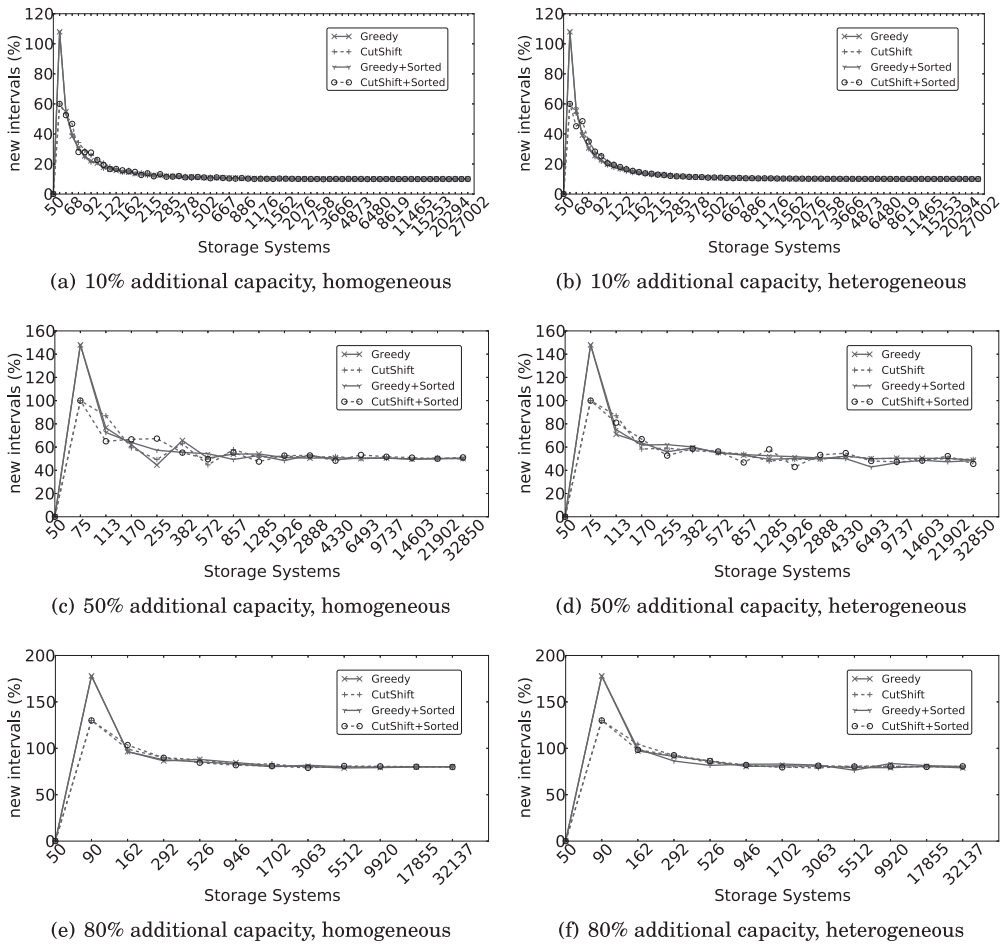 120
100
80
60
40
20
0
new intervals (%)
Greedy
CutShift
Greedy+Sorted
CutShift+Sorted
50 68 92 122 162 215 285 378 502 667 886 1176 1562 2076 2758 3666 4873 6480 8619 11465 15253 20294 27002
Storage Systems
(a) 10% additional capacity, homogeneous
120
100
80
60
40
20
0
new intervals (%)
Greedy
CutShift
Greedy+Sorted
CutShift+Sorted
50 68 92 122 162 215 285 378 502 667 886 1176 1562 2076 2758 3666 4873 6480 8619 11465 15253 20294 27002
Storage Systems
(b) 10% additional capacity, heterogeneous
160
140
120
100
80
60
40
20
0
new intervals (%)
Greedy
CutShift
Greedy+Sorted
CutShift+Sorted
50 75 113 170 255 382 572 857 1285 1926 2888 4330 6493 9737 14603 21902 32850
Storage Systems
(c) 50% additional capacity, homogeneous
160
140
120
100
80
60
40
20
0
new intervals (%)
Greedy
CutShift
Greedy+Sorted
CutShift+Sorted
50 75 113 170 255 382 572 857 1285 1926 2888 4330 6493 9737 14603 21902 32850
Storage Systems
(d) 50% additional capacity, heterogeneous
200
150
100
50
0
new intervals (%)
Greedy
CutShift
Greedy+Sorted
CutShift+Sorted
50 90 162 292 526 946 1702 3063 5512 9920 17855 32137
Storage Systems
(e) 80% additional capacity, homogeneous
200
150
100
50
0
new intervals (%)
Greedy
CutShift
Greedy+Sorted
CutShift+Sorted
50 90 162 292 526 946 1702 3063 5512 9920 17855 32137
Storage Systems
(f) 80% additional capacity, heterogeneous